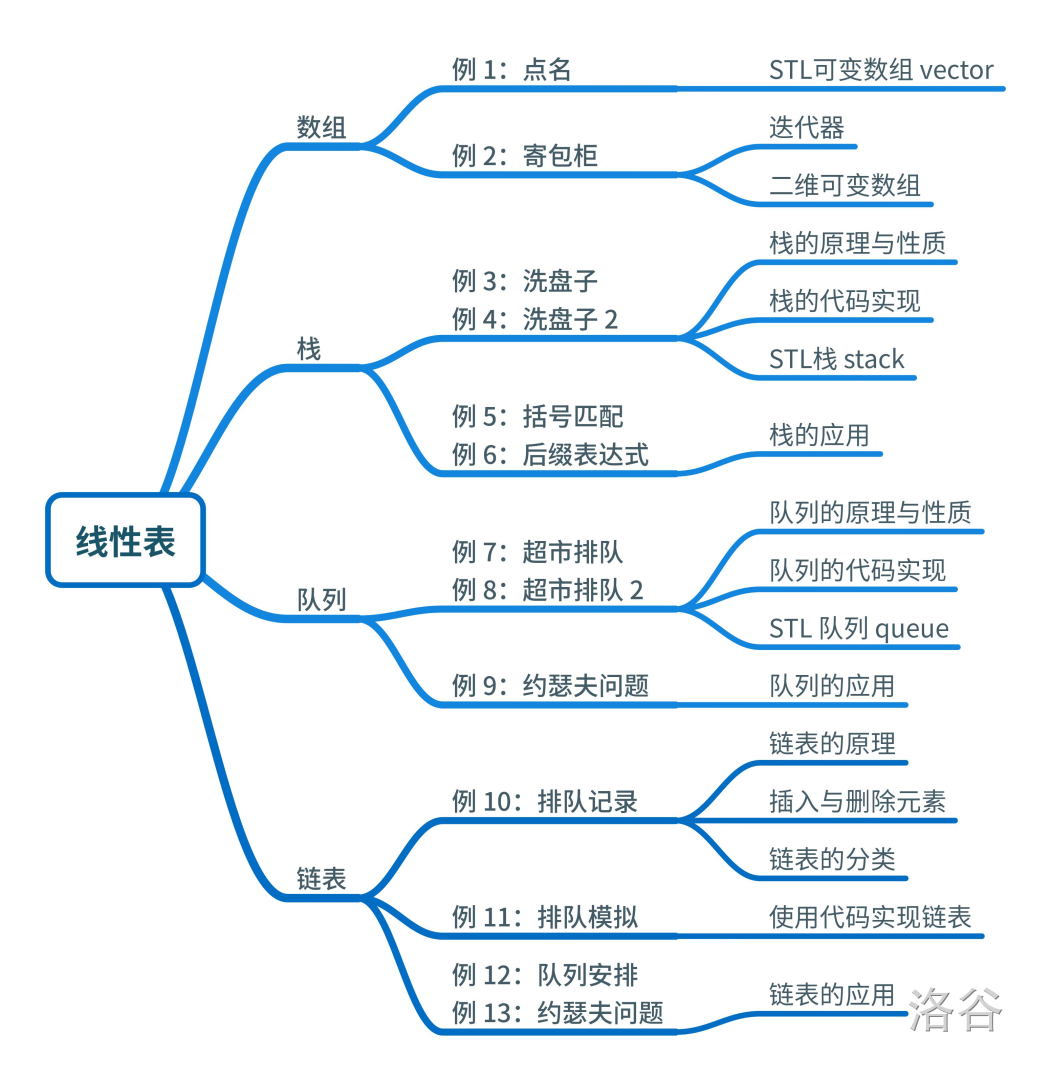 线性表
数组
例 1：点名
STL可变数组 vector
例 2：寄包柜
迭代器
二维可变数组
栈
例 3：洗盘子
例 4：洗盘子 2
栈的原理与性质
栈的代码实现
STL栈 stack
例 5：括号匹配
例 6：后缀表达式
栈的应用
队列
例 7：超市排队
例 8：超市排队 2
队列的原理与性质
队列的代码实现
STL 队列 queue
例 9：约瑟夫问题
队列的应用
链表
例 10：排队记录
链表的原理
插入与删除元素
链表的分类
例 11：排队模拟
使用代码实现链表
例 12：队列安排
例 13：约瑟夫问题
链表的应用
洛谷